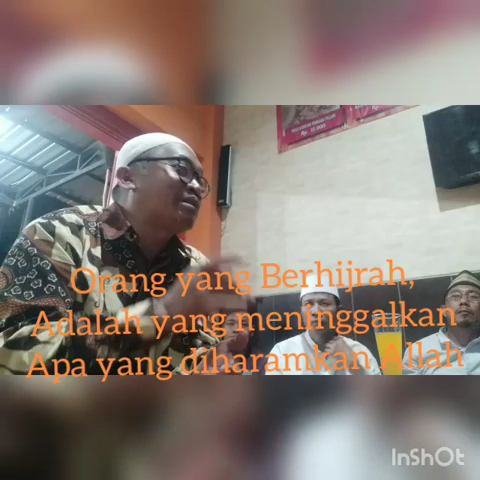 Orang yang Berhijrah,
Adalah yang meninggalkan
Apa yang diharamkan Allah
InShOt